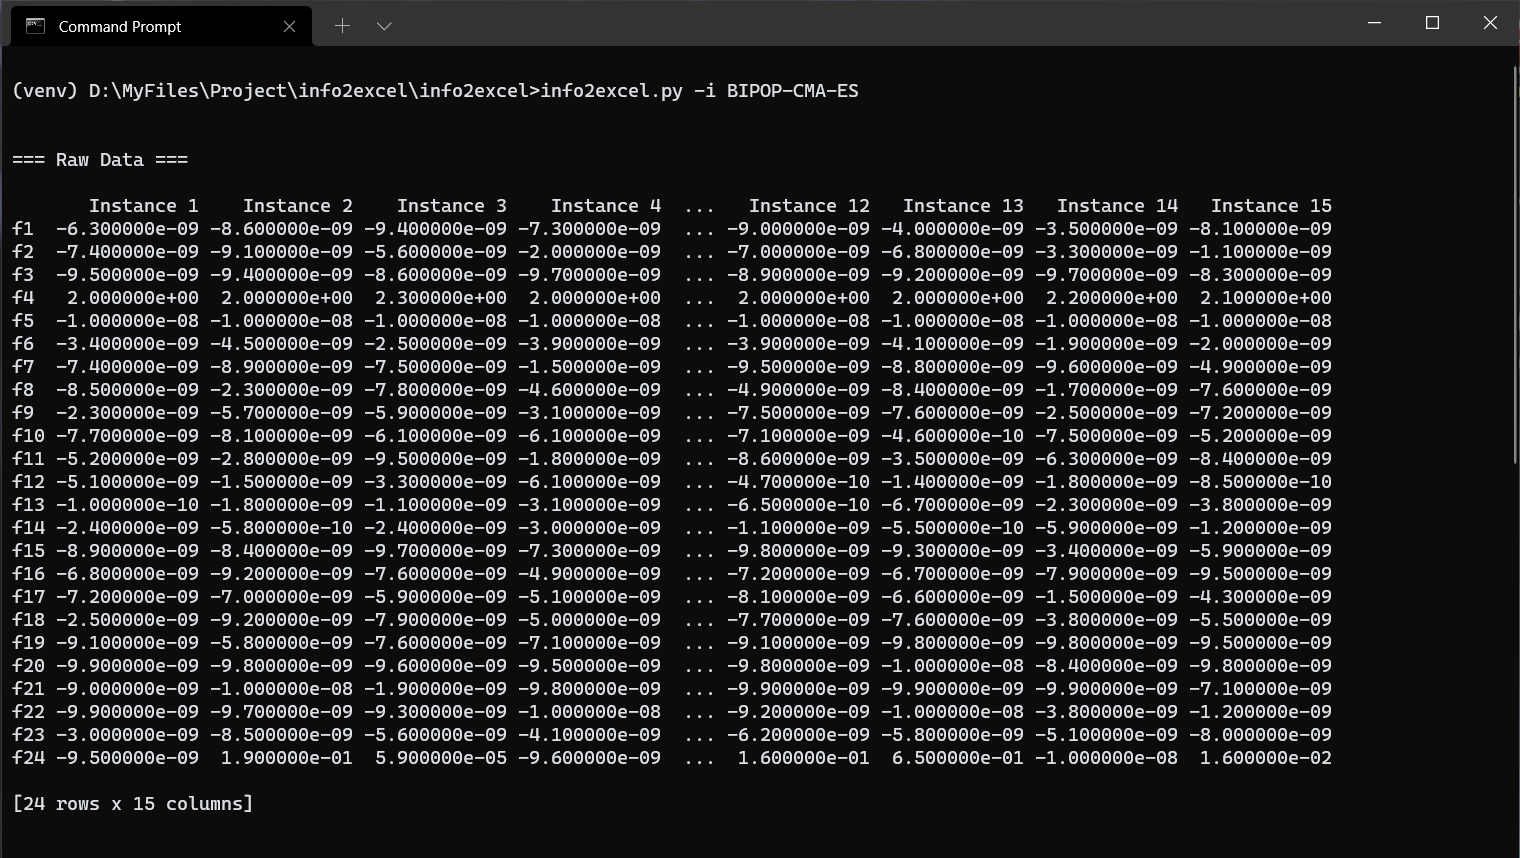 Command Prompt
(venv) D:\MyFiles\Project\info2excel\info2excel>info2excel.py -i BIPOP-CMA-ES
=== Raw Data ===
Instance 1 Instance 2 Instance 3 Instance 4 ... Instance 12 Instance 13 Instance 14 Instance 15
f1 -6.300000e-09 -8.600000e-09 -9.400000e-09 -7.300000e-09 ... -9.000000e-09 -4.000000e-09 -3.500000e-09 -8.100000e-09
f2 -7.400000e-09 -9.100000e-09 -5.600000e-09 -2.000000e-09 ... -7.000000e-09 -6.800000e-09 -3.300000e-09 -1.100000e-09
f3 -9.500000e-09 -9.400000e-09 -8.600000e-09 -9.700000e-09 ... -8.900000e-09 -9.200000e-09 -9.700000e-09 -8.300000e-09
f4 2.000000e+00 2.000000e+00 2.300000e+00 2.000000e+00 ... 2.000000e+00 2.000000e+00 2.200000e+00 2.100000e+00
f5 -1.000000e-08 -1.000000e-08 -1.000000e-08 -1.000000e-08 ... -1.000000e-08 -1.000000e-08 -1.000000e-08 -1.000000e-08
f6 -3.400000e-09 -4.500000e-09 -2.500000e-09 -3.900000e-09 ... -3.900000e-09 -4.100000e-09 -1.900000e-09 -2.000000e-09
f7 -7.400000e-09 -8.900000e-09 -7.500000e-09 -1.500000e-09 ... -9.500000e-09 -8.800000e-09 -9.600000e-09 -4.900000e-09
f8 -8.500000e-09 -2.300000e-09 -7.800000e-09 -4.600000e-09 ... -4.900000e-09 -8.400000e-09 -1.700000e-09 -7.600000e-09
f9 -2.300000e-09 -5.700000e-09 -5.900000e-09 -3.100000e-09 ... -7.500000e-09 -7.600000e-09 -2.500000e-09 -7.200000e-09
f10 -7.700000e-09 -8.100000e-09 -6.100000e-09 -6.100000e-09 ... -7.100000e-09 -4.600000e-10 -7.500000e-09 -5.200000e-09
f11 -5.200000e-09 -2.800000e-09 -9.500000e-09 -1.800000e-09 ... -8.600000e-09 -3.500000e-09 -6.300000e-09 -8.400000e-09
f12 -5.100000e-09 -1.500000e-09 -3.300000e-09 -6.100000e-09 ... -4.700000e-10 -1.400000e-09 -1.800000e-09 -8.500000e-10
f13 -1.000000e-10 -1.800000e-09 -1.100000e-09 -3.100000e-09 ... -6.500000e-10 -6.700000e-09 -2.300000e-09 -3.800000e-09
f14 -2.400000e-09 -5.800000e-10 -2.400000e-09 -3.000000e-09 ... -1.100000e-09 -5.500000e-10 -5.900000e-09 -1.200000e-09
f15 -8.900000e-09 -8.400000e-09 -9.700000e-09 -7.300000e-09 ... -9.800000e-09 -9.300000e-09 -3.400000e-09 -5.900000e-09
f16 -6.800000e-09 -9.200000e-09 -7.600000e-09 -4.900000e-09 ... -7.200000e-09 -6.700000e-09 -7.900000e-09 -9.500000e-09
f17 -7.200000e-09 -7.000000e-09 -5.900000e-09 -5.100000e-09 ... -8.100000e-09 -6.600000e-09 -1.500000e-09 -4.300000e-09
f18 -2.500000e-09 -9.200000e-09 -7.900000e-09 -5.000000e-09 ... -7.700000e-09 -7.600000e-09 -3.800000e-09 -5.500000e-09
f19 -9.100000e-09 -5.800000e-09 -7.600000e-09 -7.100000e-09 ... -9.100000e-09 -9.800000e-09 -9.800000e-09 -9.500000e-09
f20 -9.900000e-09 -9.800000e-09 -9.600000e-09 -9.500000e-09 ... -9.800000e-09 -1.000000e-08 -8.400000e-09 -9.800000e-09
f21 -9.000000e-09 -1.000000e-08 -1.900000e-09 -9.800000e-09 ... -9.900000e-09 -9.900000e-09 -9.900000e-09 -7.100000e-09
f22 -9.900000e-09 -9.700000e-09 -9.300000e-09 -1.000000e-08 ... -9.200000e-09 -1.000000e-08 -3.800000e-09 -1.200000e-09
f23 -3.000000e-09 -8.500000e-09 -5.600000e-09 -4.100000e-09 ... -6.200000e-09 -5.800000e-09 -5.100000e-09 -8.000000e-09
f24 -9.500000e-09 1.900000e-01 5.900000e-05 -9.600000e-09 ... 1.600000e-01 6.500000e-01 -1.000000e-08 1.600000e-02
[24 rows x 15 columns]